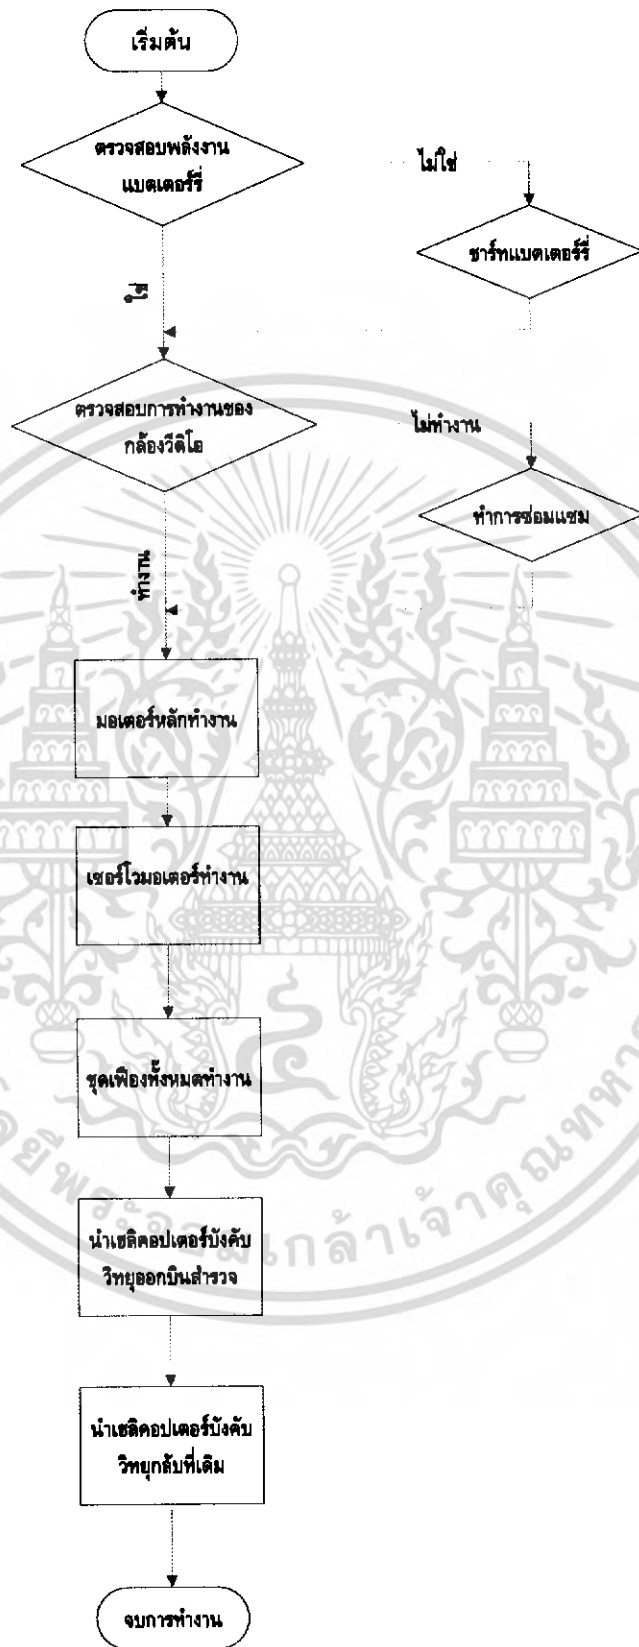 เริ่มต้น
ตรวจสอบพลังงาน
แบตเตอร์รี่
ไม่ใช่
ชาร์ทแบตเตอร์รี่
ใช่
ตรวจสอบการทำงานของ
กล้องวีดีโอ
ไม่ทำงาน
ทำการซ่อมแซม
ทำงาน
มอเตอร์หลักทำงาน
เซอร์โวมอเตอร์ทำงาน
ชุดเฟืองทั้งหมดทำงาน
นำเฮลิคอปเตอร์บังคับ
วิทยุออกบินสำรวจ
นำเฮลิคอปเตอร์บังคับ
วิทยุกลับที่เดิม
จบการทำงาน